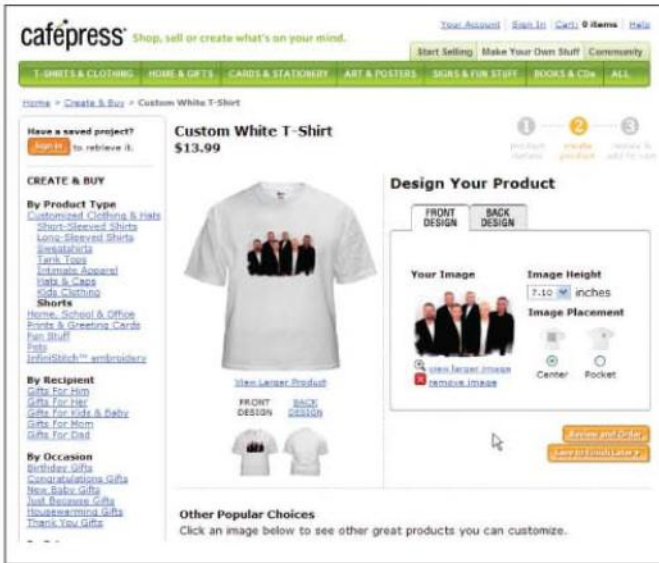 cafépress® Shop, sell or create what's on your mind.
Your Account | Sign In | Cart: 0 items | Help
Start Selling Make Your Own Stuff Community
T-SHIRTS & CLOTHING HOME & GIFTS CARDS & STATIONERY ART & POSTERS SIGNS & FUN STUFF BOOKS & CDs ALL
Home > Create & Buy > Custom White T-Shirt
Have a saved project?
Sign in to retrieve it.
CREATE & BUY
By Product Type
Customized Clothing & Hats
Short-Sleeved Shirts
Long-Sleeved Shirts
Sweatshirts
Tank Tops
Intimate Apparel
Hats & Caps
Kids Clothing
Shorts
Home, School & Office
Prints & Greeting Cards
Fun Stuff
Pets
InfiniStitch™ embroidery
By Recipient
Gifts For Him
Gifts For Her
Gifts For Kids & Baby
Gifts For Mom
Gifts For Dad
By Occasion
Birthday Gifts
Congratulations Gifts
New Baby Gifts
Just Because Gifts
Housewarming Gifts
Thank You Gifts
Custom White T-Shirt
$13.99
View Larger Product
FRONT DESIGN
BACK DESIGN
1 2 3
create product
Design Your Product
FRONT DESIGN
BACK DESIGN
Your Image
view larger image
remove image
Image Height
7.10 inches
Image Placement
Center Pocket
Review and Order
Save to Finish Later
Other Popular Choices
Click an image below to see other great products you can customize.